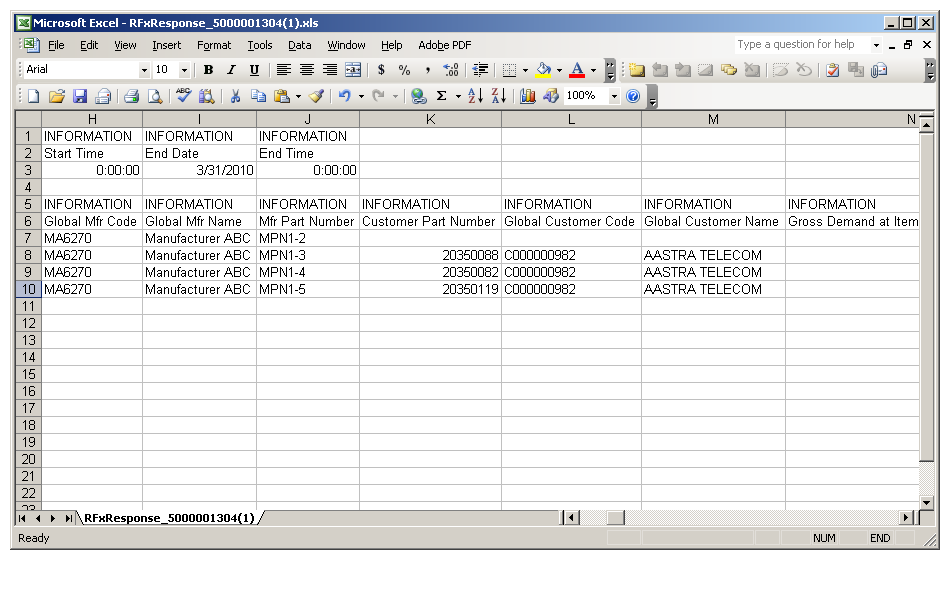 Microsoft Excel - RFxResponse_5000001304(1).xls
File Edit View Insert Format Tools Data Window Help Adobe PDF Type a question for help
Arial 10 B I U $ % ,
ABC Σ A Z Z A 100% ?
H I J K L M N
1 INFORMATION INFORMATION INFORMATION
2 Start Time End Date End Time
3 0:00:00 3/31/2010 0:00:00
4
5 INFORMATION INFORMATION INFORMATION INFORMATION INFORMATION INFORMATION INFORMATION
6 Global Mfr Code Global Mfr Name Mfr Part Number Customer Part Number Global Customer Code Global Customer Name Gross Demand at Item
7 MA6270 Manufacturer ABC MPN1-2
8 MA6270 Manufacturer ABC MPN1-3 20350088 C000000982 AASTRA TELECOM
9 MA6270 Manufacturer ABC MPN1-4 20350082 C000000982 AASTRA TELECOM
10 MA6270 Manufacturer ABC MPN1-5 20350119 C000000982 AASTRA TELECOM
11
12
13
14
15
16
17
18
19
20
21
22
23
RFxResponse_5000001304(1)
Ready NUM END